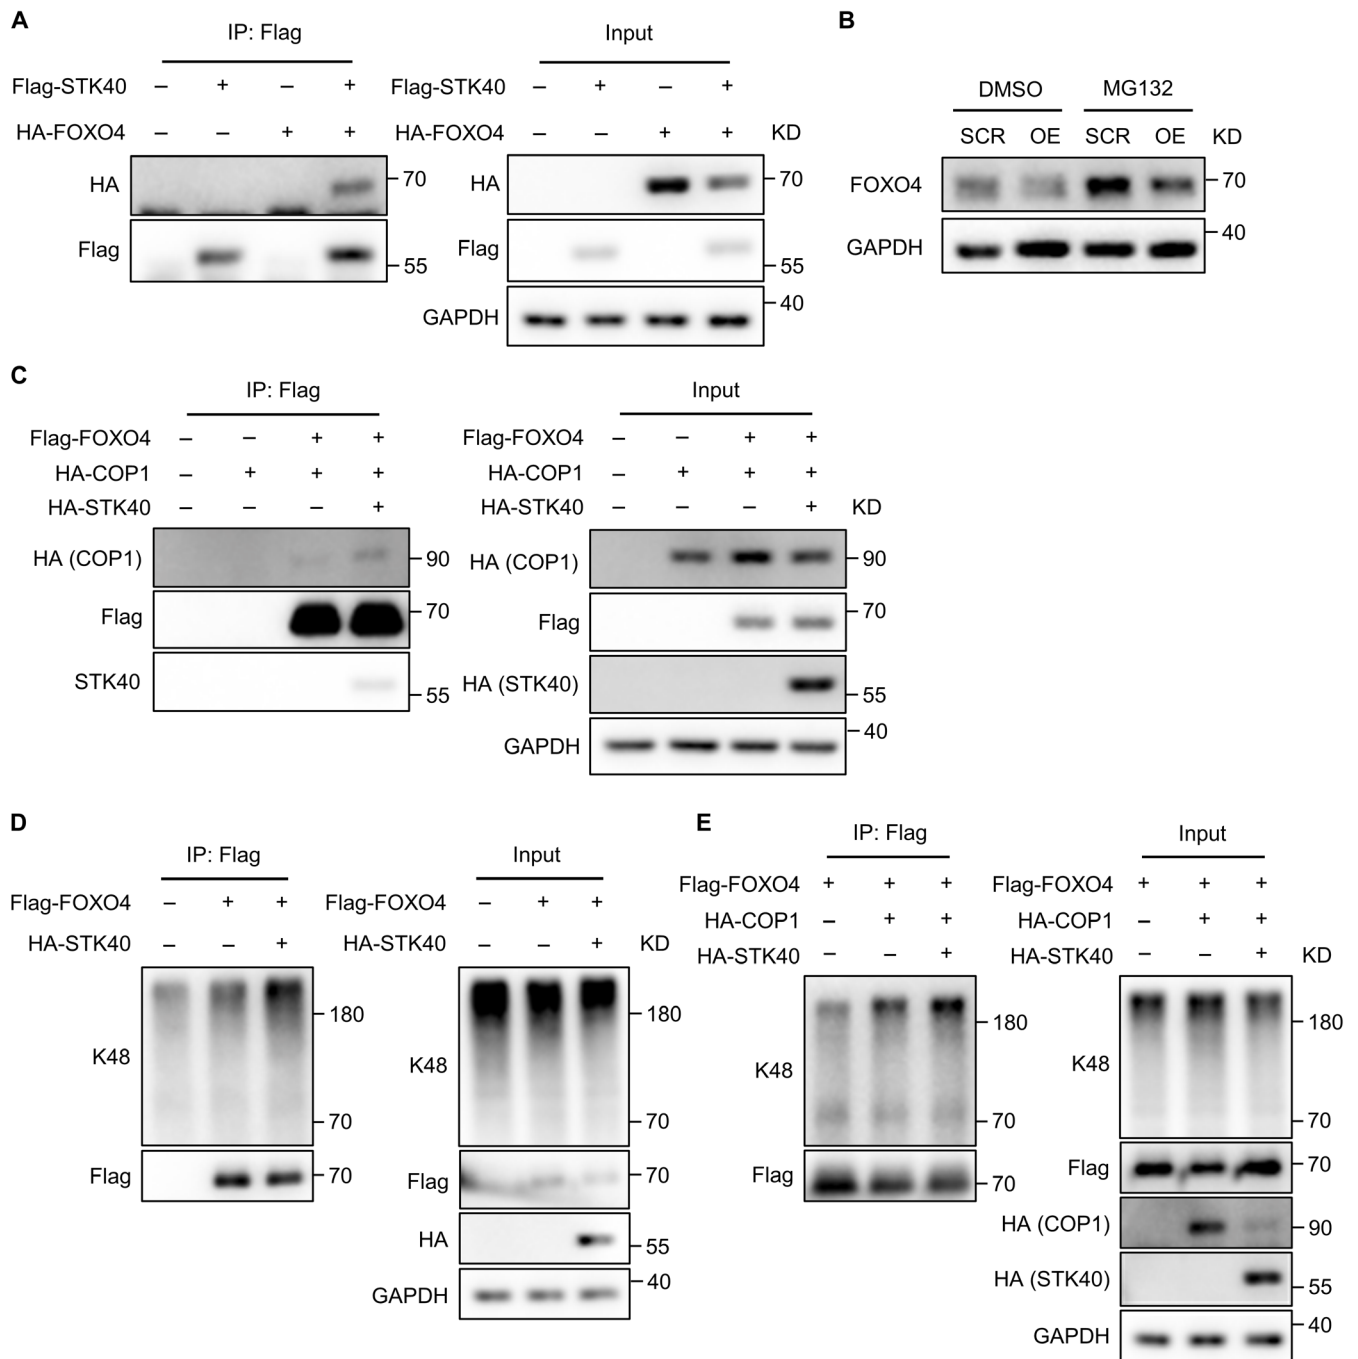 A
IP: Flag
Input
Flag-STK40 – + – +
Flag-STK40 – + – +
HA-FOXO4 – – + +
HA-FOXO4 – – + + KD
HA
70
HA
70
Flag
55
Flag
55
GAPDH
40
B
DMSO MG132
SCR OE SCR OE KD
FOXO4
70
GAPDH
40
C
IP: Flag
Input
Flag-FOXO4 – – + +
Flag-FOXO4 – – + +
HA-COP1 – + + +
HA-COP1 – + + +
HA-STK40 – – – +
HA-STK40 – – – + KD
HA (COP1)
90
HA (COP1)
90
Flag
70
Flag
70
STK40
55
HA (STK40)
55
GAPDH
40
D
IP: Flag
Input
Flag-FOXO4 – + +
Flag-FOXO4 – + +
HA-STK40 – – +
HA-STK40 – – + KD
K48
180
70
K48
180
70
Flag
70
Flag
70
HA
55
GAPDH
40
E
IP: Flag
Input
Flag-FOXO4 + + +
Flag-FOXO4 + + +
HA-COP1 – + +
HA-COP1 – + +
HA-STK40 – – +
HA-STK40 – – + KD
K48
180
70
K48
180
70
Flag
70
Flag
70
HA (COP1)
90
HA (STK40)
55
GAPDH
40